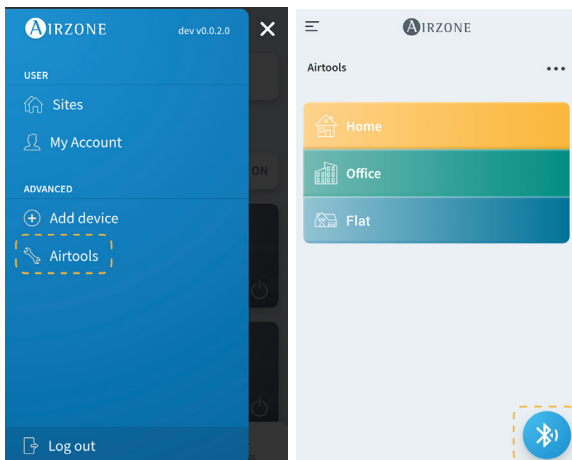 AIRZONE dev v0.0.2.0
USER
Sites
My Account
ADVANCED
Add device
Airtools
Log out
ON
AIRZONE
Airtools
Home
Office
Flat